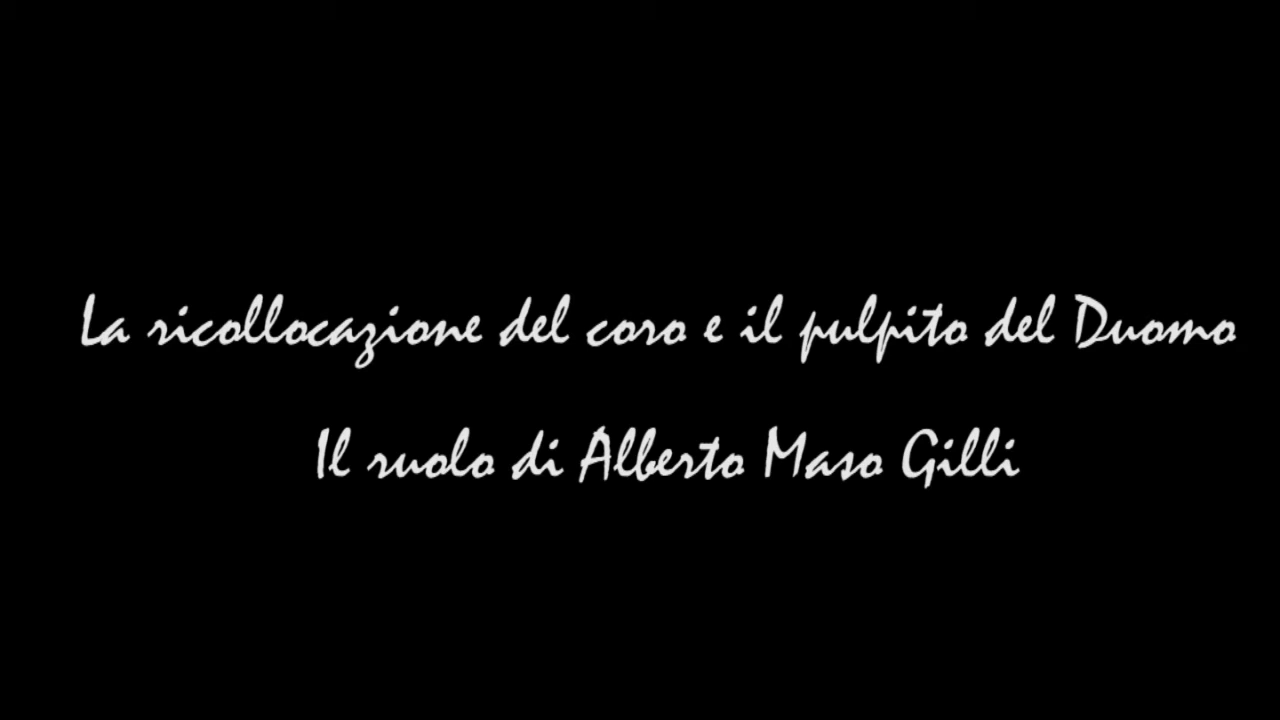 La ricollocazione del coro e il pulpito del Duomo
Il ruolo di Alberto Maso Gilli